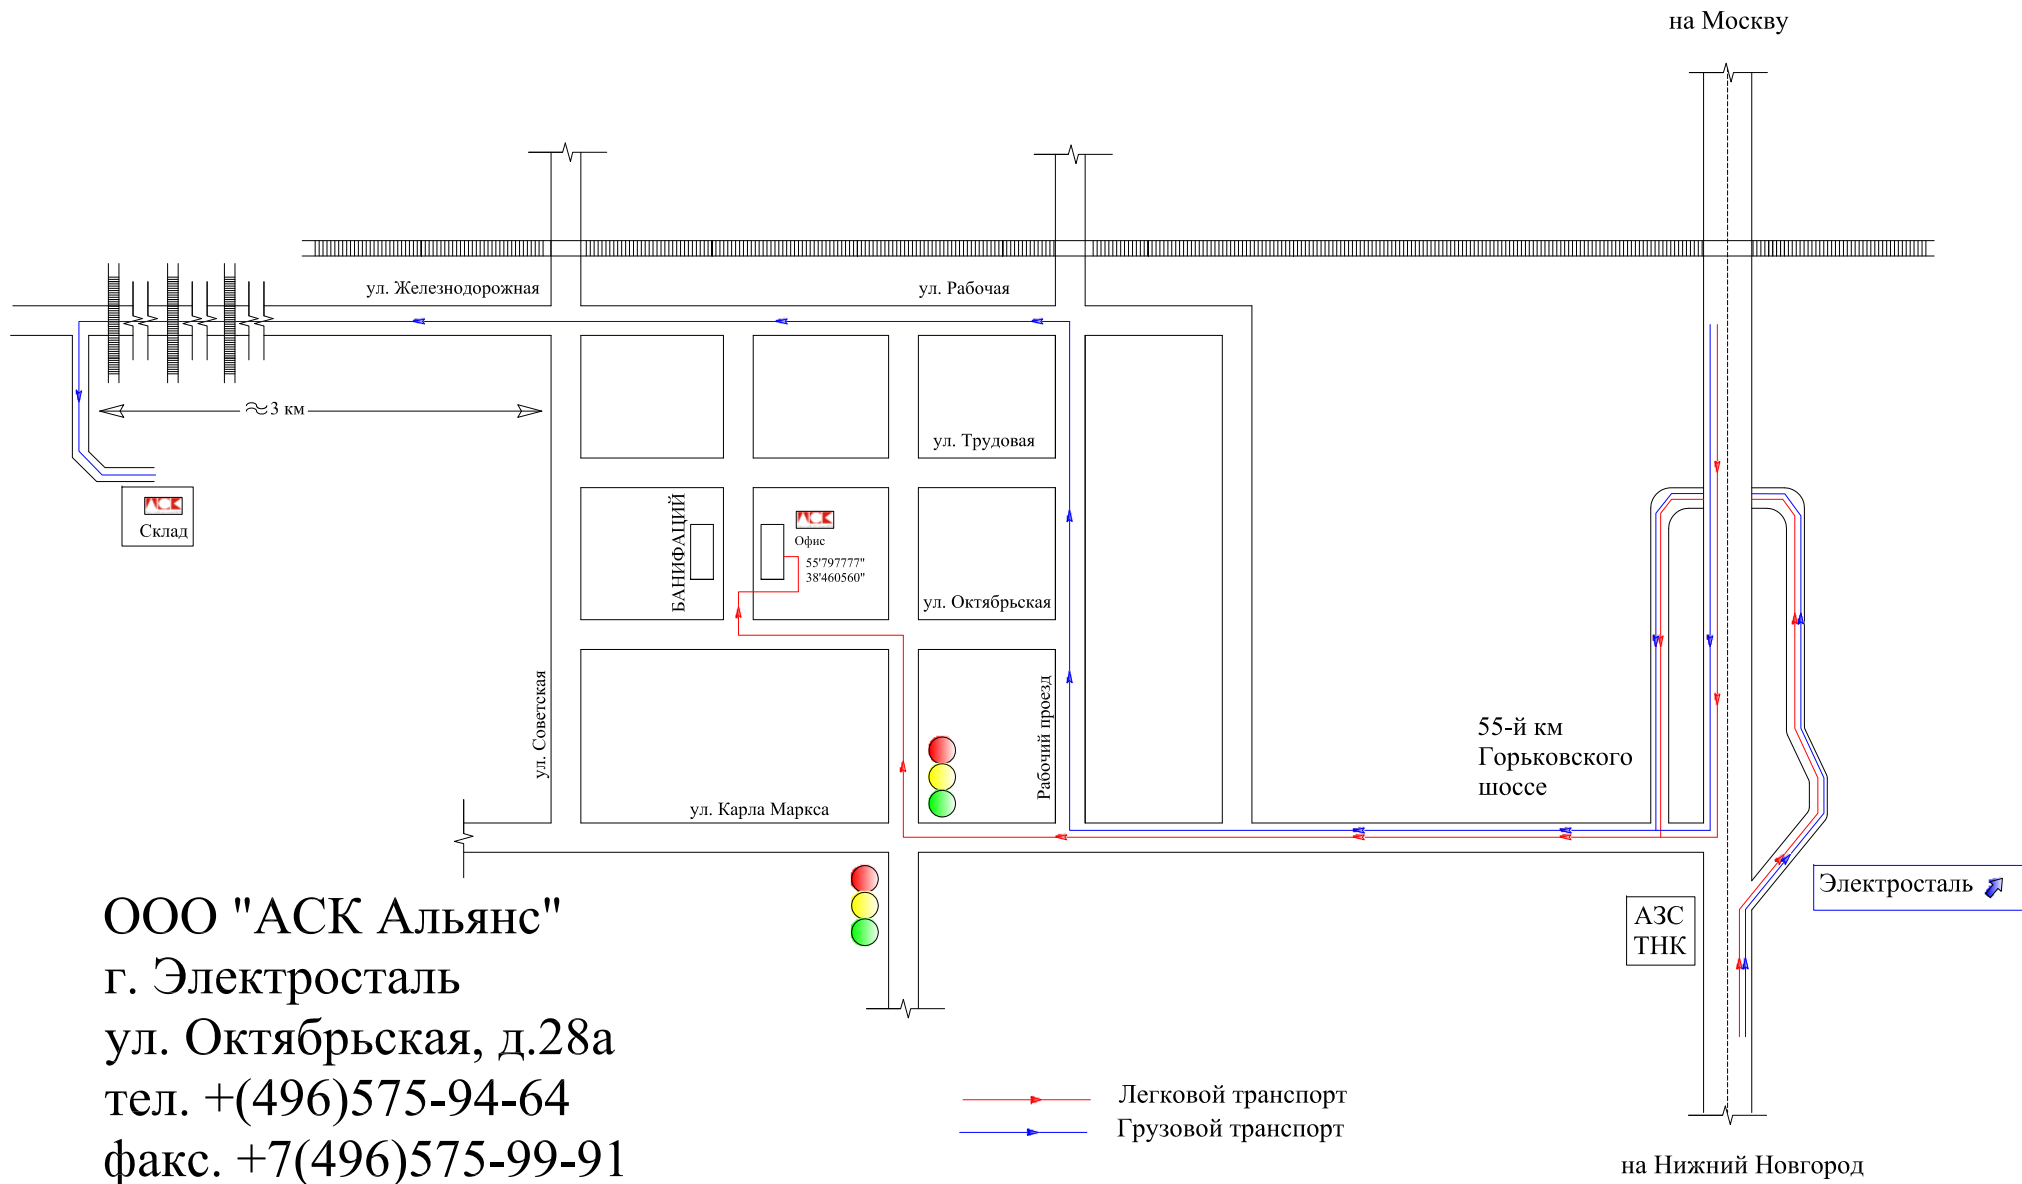 на Москву
ул. Железнодорожная
ул. Рабочая
≈3 км
ул. Трудовая
АСК
Склад
БАНИФАЦИЙ
АСК
Офис
55'797777"
38'460560"
ул. Октябрьская
ул. Советская
Рабочий проезд
55-й км
Горьковского
шоссе
ул. Карла Маркса
Электросталь
АЗС
ТНК
ООО "АСК Альянс"
г. Электросталь
ул. Октябрьская, д.28а
тел. +(496)575-94-64
факс. +7(496)575-99-91
Легковой транспорт
Грузовой транспорт
на Нижний Новгород